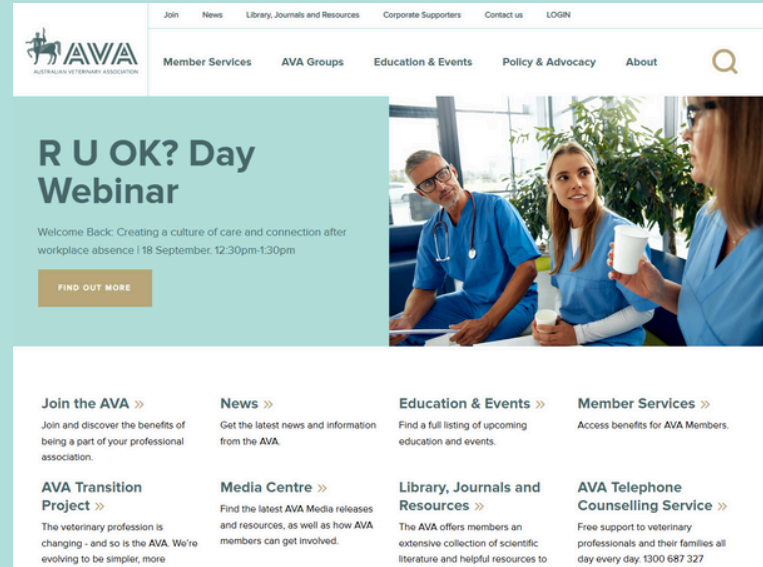 Join News Library, Journals and Resources Corporate Supporters Contact us LOGIN
AVA
AUSTRALIAN VETERINARY ASSOCIATION
Member Services AVA Groups Education & Events Policy & Advocacy About
R U OK? Day
Webinar
Welcome Back: Creating a culture of care and connection after
workplace absence | 18 September. 12:30pm-1:30pm
FIND OUT MORE
Join the AVA »
Join and discover the benefits of
being a part of your professional
association.
News »
Get the latest news and information
from the AVA.
Education & Events »
Find a full listing of upcoming
education and events.
Member Services »
Access benefits for AVA Members.
AVA Transition
Project »
The veterinary profession is
changing - and so is the AVA. We're
evolving to be simpler, more
Media Centre »
Find the latest AVA Media releases
and resources, as well as how AVA
members can get involved.
Library, Journals and
Resources »
The AVA offers members an
extensive collection of scientific
literature and helpful resources to
AVA Telephone
Counselling Service »
Free support to veterinary
professionals and their families all
day every day. 1300 687 327